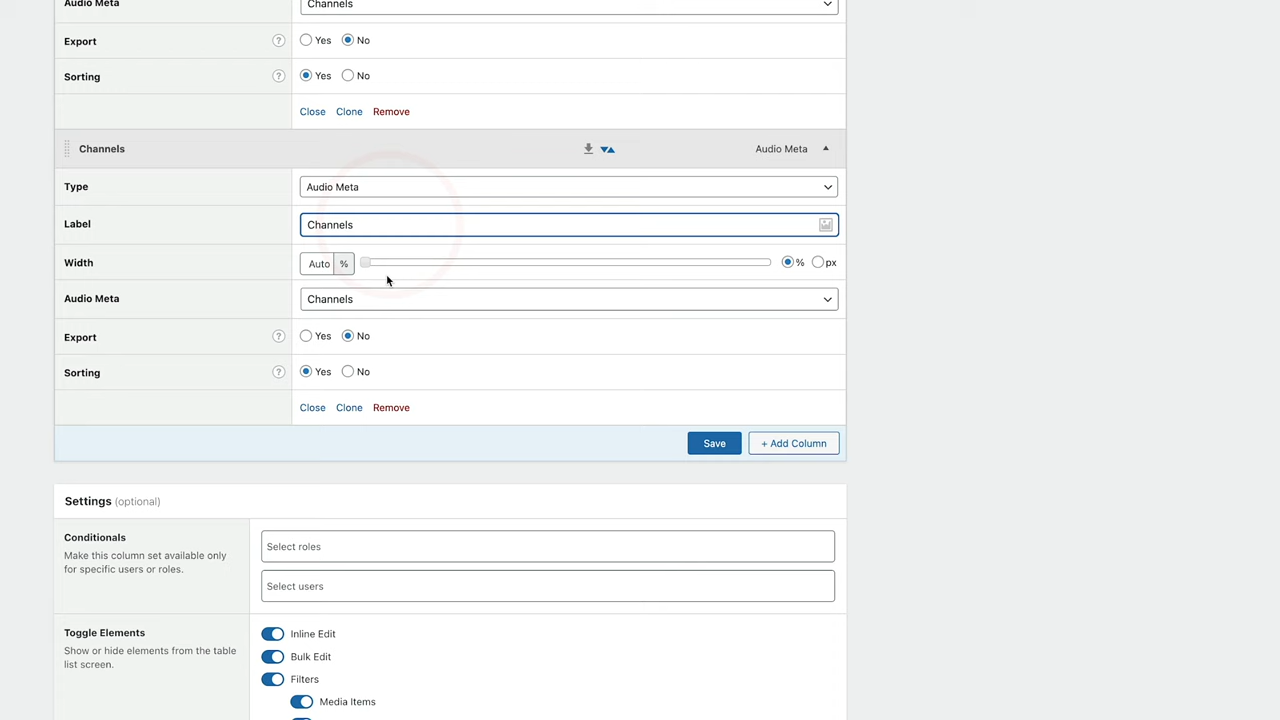 Audio Meta Channels
Export ? Yes No
Sorting ? Yes No
Close Clone Remove
Channels Audio Meta
Type Audio Meta
Label Channels
Width Auto % % px
Audio Meta Channels
Export ? Yes No
Sorting ? Yes No
Close Clone Remove
Save + Add Column
Settings (optional)
Conditionals
Make this column set available only
for specific users or roles.
Select roles
Select users
Toggle Elements
Show or hide elements from the table
list screen.
Inline Edit
Bulk Edit
Filters
Media Items